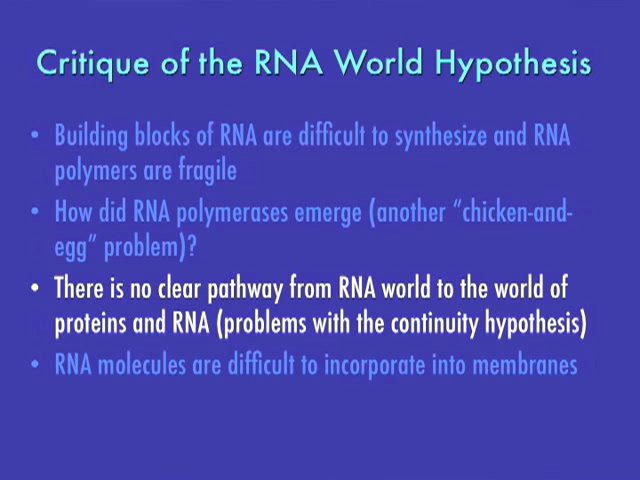 Critique of the RNA World Hypothesis
• Building blocks of RNA are difficult to synthesize and RNA
polymers are fragile
• How did RNA polymerases emerge (another “chicken-and-
egg” problem)?
• There is no clear pathway from RNA world to the world of
proteins and RNA (problems with the continuity hypothesis)
• RNA molecules are difficult to incorporate into membranes